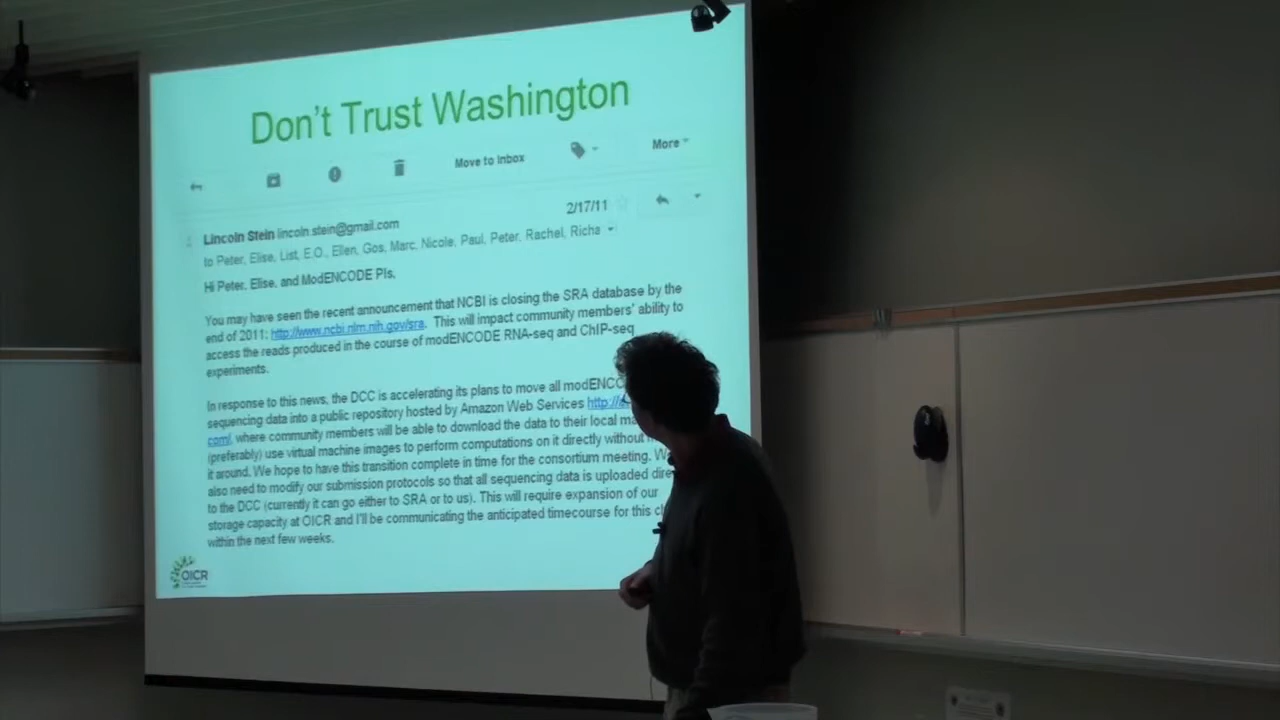 Don't Trust Washington
Move to Inbox More
Lincoln Stein lincoln.stein@gmail.com 2/17/11
to Peter, Elise, List, E.O., Ellen, Gos, Marc, Nicole, Paul, Peter, Rachel, Richa
Hi Peter, Elise, and ModENCODE PIs,
You may have seen the recent announcement that NCBI is closing the SRA database by the
end of 2011; http://www.ncbi.nlm.nih.gov/sra. This will impact community members' ability to
access the reads produced in the course of modENCODE RNA-seq and ChIP-seq
experiments.
In response to this news, the DCC is accelerating its plans to move all modENCO
sequencing data into a public repository hosted by Amazon Web Services http://a
com/, where community members will be able to download the data to their local ma
(preferably) use virtual machine images to perform computations on it directly without
it around. We hope to have this transition complete in time for the consortium meeting. W
also need to modify our submission protocols so that all sequencing data is uploaded dire
to the DCC (currently it can go either to SRA or to us). This will require expansion of our
storage capacity at OICR and I'll be communicating the anticipated timecourse for this c
within the next few weeks.
OICR